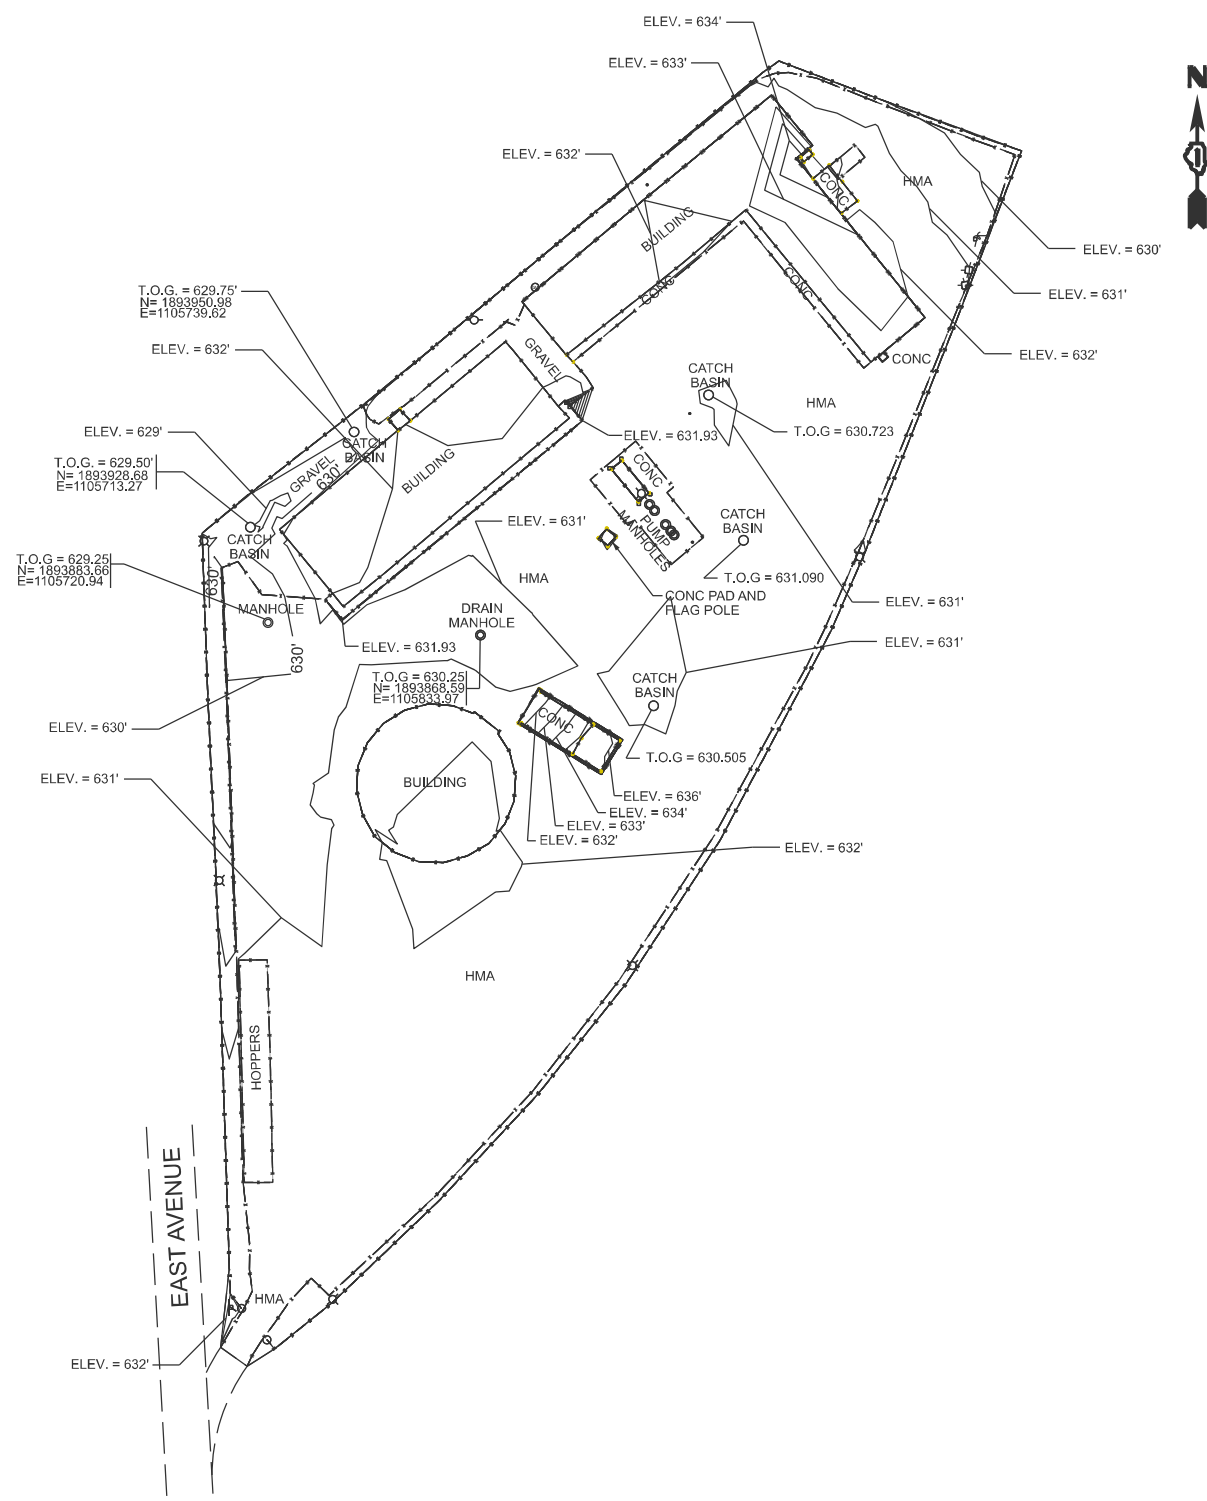 ELEV. = 634'
ELEV. = 633'
N
ELEV. = 632'
HMA
CONC
BUILDING
ELEV. = 630'
CONC
CONC
T.O.G. = 629.75'
N= 1893950.98
E=1105739.62
ELEV. = 631'
ELEV. = 632'
GRAVEL
ELEV. = 632'
CONC
CATCH
BASIN
HMA
ELEV. = 629'
CATCH
BASIN
ELEV. = 631.93
T.O.G = 630.723
T.O.G. = 629.50'
N= 1893928.68
E=1105713.27
GRAVEL
630'
BUILDING
CONC
PUMP
MANHOLES
CATCH
BASIN
ELEV. = 631'
CATCH
BASIN
T.O.G = 629.25
N= 1893883.66
E=1105720.94
630'
HMA
T.O.G = 631.090
CONC PAD AND
FLAG POLE
ELEV. = 631'
MANHOLE
DRAIN
MANHOLE
630'
ELEV. = 631.93
ELEV. = 631'
T.O.G = 630.25
N= 1893868.59
E=1105833.97
CATCH
BASIN
ELEV. = 630'
CONC
T.O.G = 630.505
ELEV. = 631'
BUILDING
ELEV. = 636'
ELEV. = 634'
ELEV. = 633'
ELEV. = 632'
ELEV. = 632'
HMA
HOPPERS
EAST AVENUE
HMA
ELEV. = 632'